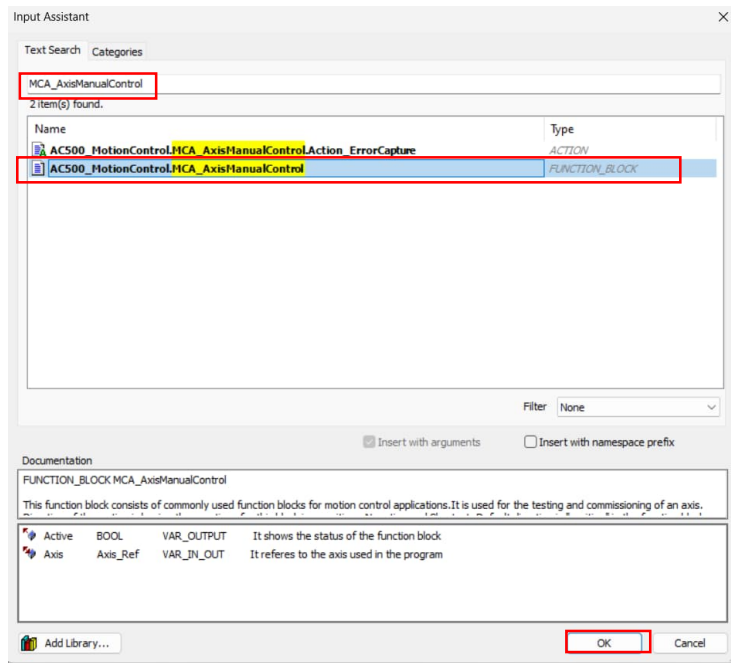 Input Assistant
Text Search Categories
MCA_AxisManualControl
2 item(s) found.
Name Type
AC500_MotionControl.MCA_AxisManualControl.Action_ErrorCapture ACTION
AC500_MotionControl.MCA_AxisManualControl FUNCTION_BLOCK
Filter None
Insert with arguments Insert with namespace prefix
Documentation
FUNCTION_BLOCK MCA_AxisManualControl
This function block consists of commonly used function blocks for motion control applications.It is used for the testing and commissioning of an axis.
Active BOOL VAR_OUTPUT It shows the status of the function block
Axis Axis_Ref VAR_IN_OUT It referes to the axis used in the program
Add Library... OK Cancel